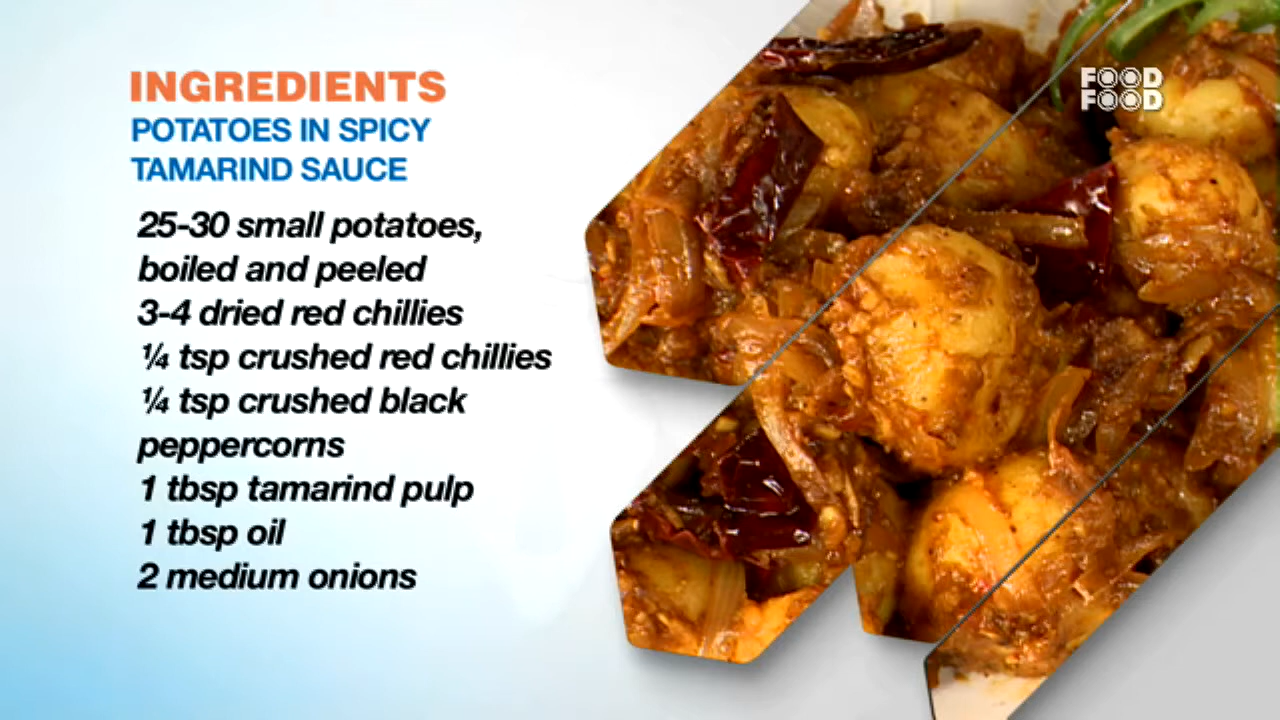 INGREDIENTS
POTATOES IN SPICY
TAMARIND SAUCE
25-30 small potatoes,
boiled and peeled
3-4 dried red chillies
¼ tsp crushed red chillies
¼ tsp crushed black
peppercorns
1 tbsp tamarind pulp
1 tbsp oil
2 medium onions
FOOD
FOOD